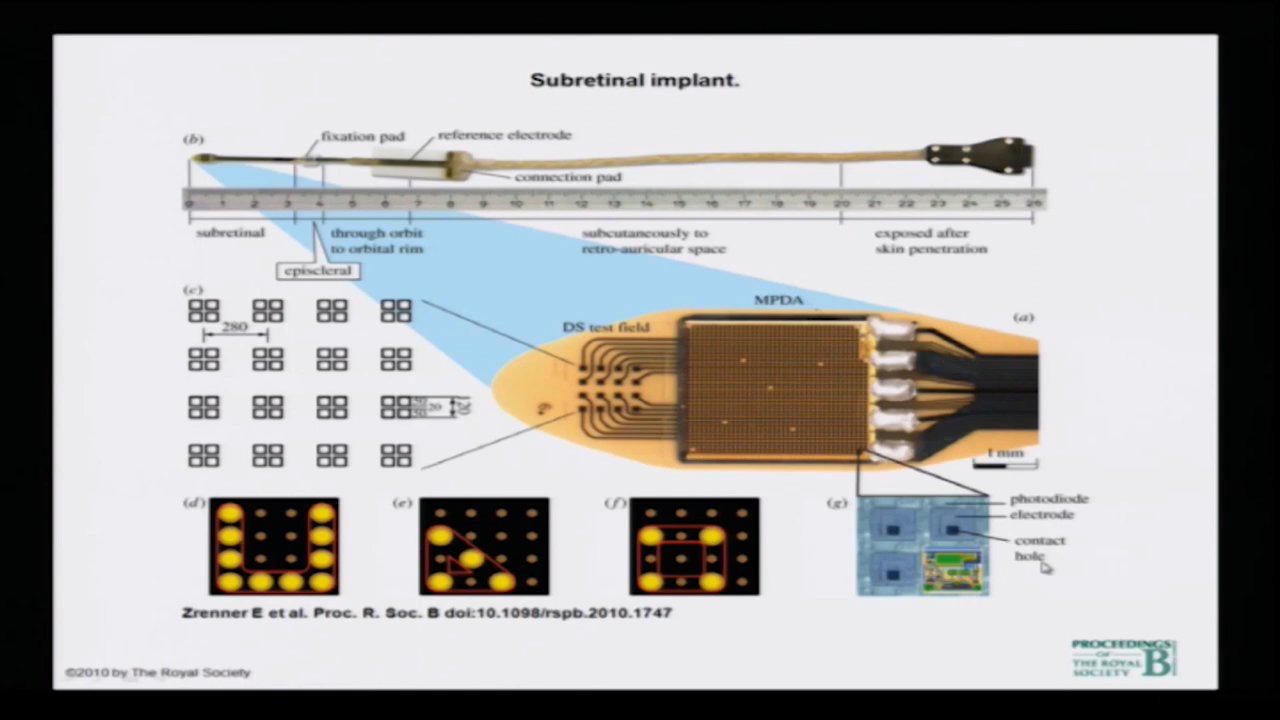 Subretinal implant.
(b)
fixation pad
reference electrode
connection pad
0 1 2 3 4 5 6 7 8 9 10 11 12 13 14 15 16 17 18 19 20 21 22 23 24 25 26
subretinal
through orbit
to orbital rim
subcutaneously to
retro-auricular space
exposed after
skin penetration
episcleral
(c)
280
MPDA
(a)
DS test field
1 mm
(d)
(e)
(f)
(g)
photodiode
electrode
contact
hole
Zrenner E et al. Proc. R. Soc. B doi:10.1098/rspb.2010.1747
©2010 by The Royal Society
PROCEEDINGS
OF
THE ROYAL
SOCIETY
B